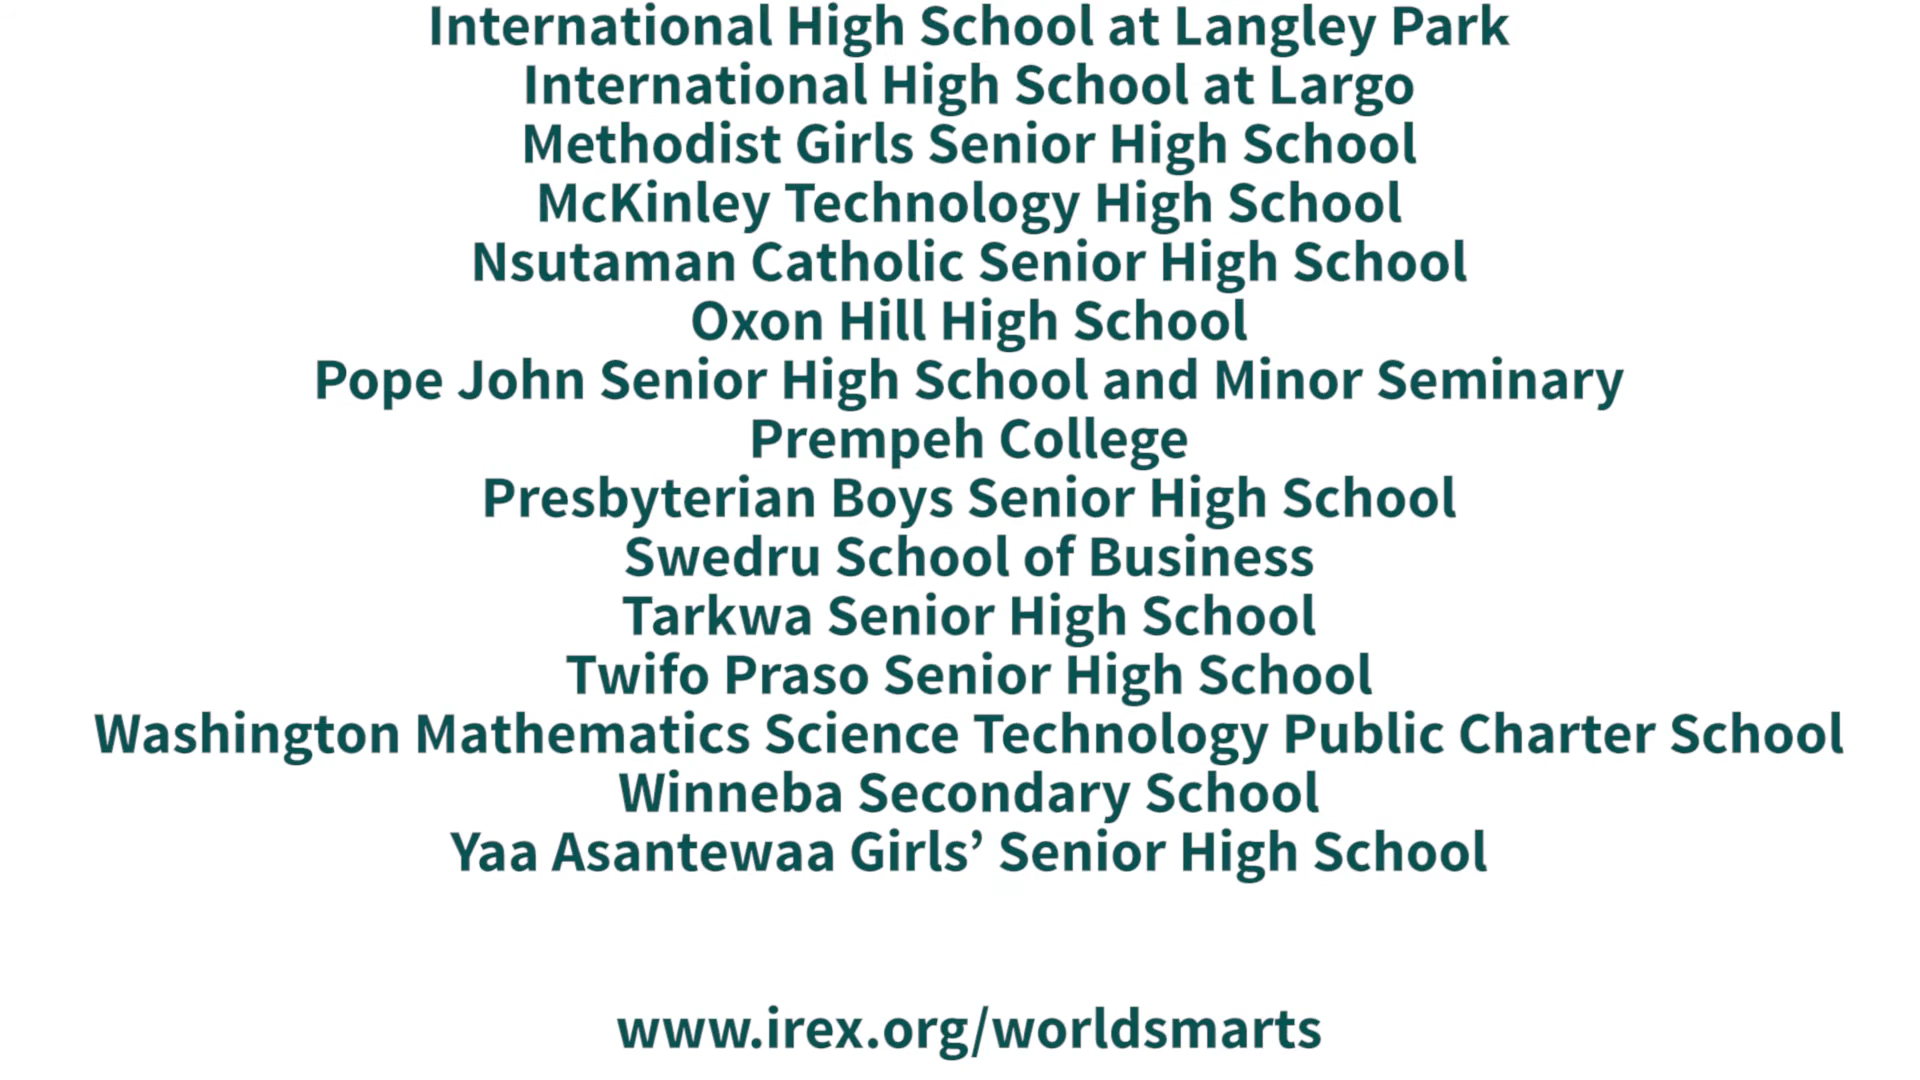 International High School at Langley Park
International High School at Largo
Methodist Girls Senior High School
McKinley Technology High School
Nsutaman Catholic Senior High School
Oxon Hill High School
Pope John Senior High School and Minor Seminary
Prempeh College
Presbyterian Boys Senior High School
Swedru School of Business
Tarkwa Senior High School
Twifo Praso Senior High School
Washington Mathematics Science Technology Public Charter School
Winneba Secondary School
Yaa Asantewaa Girls’ Senior High School
www.irex.org/worldsmarts